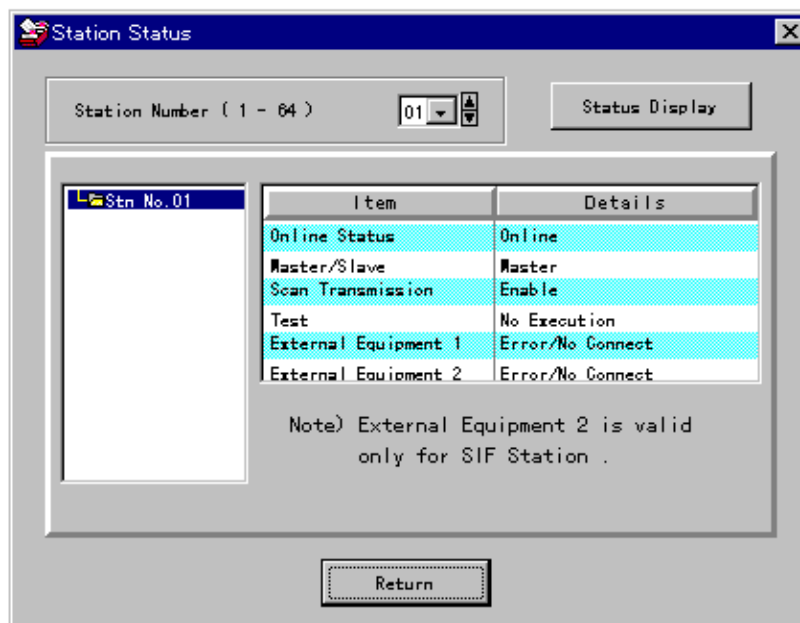 Station Status
Station Number ( 1 - 64 )
01
Status Display
Stn No.01
Item Details
Online Status Online
Master/Slave Master
Scan Transmission Enable
Test No Execution
External Equipment 1 Error/No Connect
External Equipment 2 Error/No Connect
Note) External Equipment 2 is valid
only for SIF Station .
Return